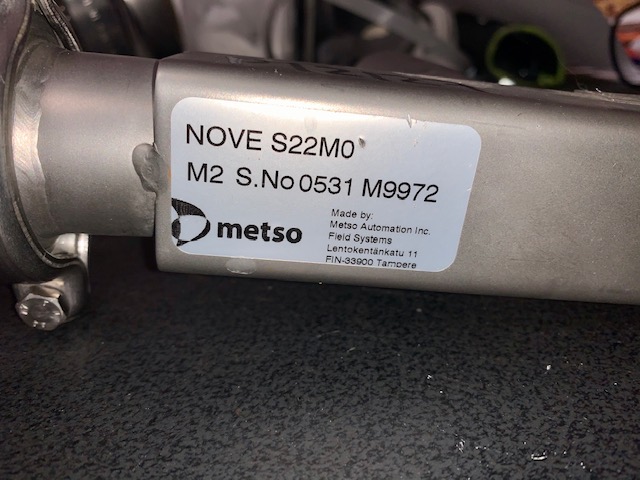 NOVE S22M0
M2 S.No 0531 M9972
metso
Made by:
Metso Automation Inc.
Field Systems
Lentokentänkatu 11
FIN-33900 Tampere